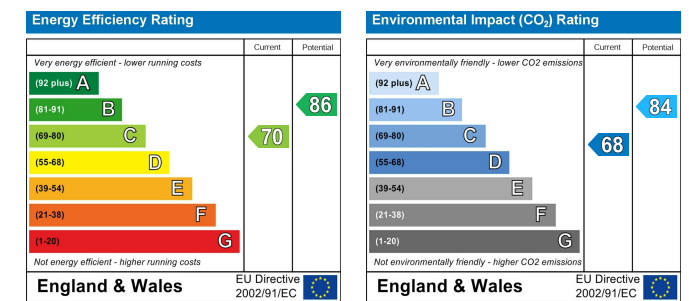 Energy Efficiency Rating
Current Potential
Very energy efficient - lower running costs
(92 plus) A
(81-91) B
86
(69-80) C
70
(55-68) D
(39-54) E
(21-38) F
(1-20) G
Not energy efficient - higher running costs
England & Wales
EU Directive
2002/91/EC
Environmental Impact (CO2) Rating
Current Potential
Very environmentally friendly - lower CO2 emissions
(92 plus) A
(81-91) B
84
(69-80) C
68
(55-68) D
(39-54) E
(21-38) F
(1-20) G
Not environmentally friendly - higher CO2 emissions
England & Wales
EU Directive
2002/91/EC